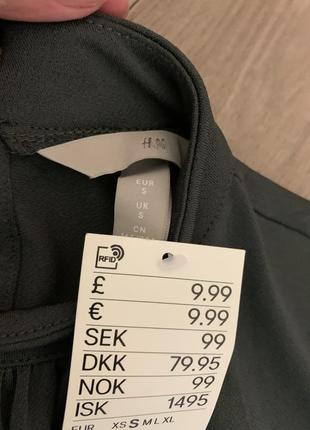 H&M
EUR
S
UK
S
CN
RFID
£ 9.99
€ 9.99
SEK 99
DKK 79.95
NOK 99
ISK 1495
EUR XS S M L XL